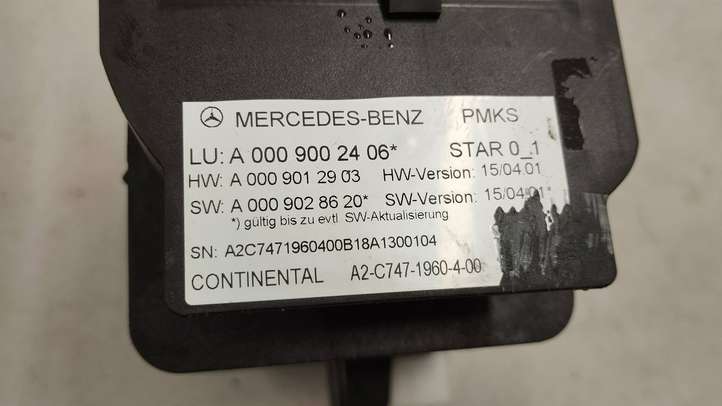 MERCEDES-BENZ PMKS
LU: A 000 900 24 06* STAR 0_1
HW: A 000 901 29 03 HW-Version: 15/04.01
SW: A 000 902 86 20* SW-Version: 15/04.01*
*) gültig bis zu evtl SW-Aktualisierung
SN: A2C7471960400B18A1300104
CONTINENTAL A2-C747-1960-4-00